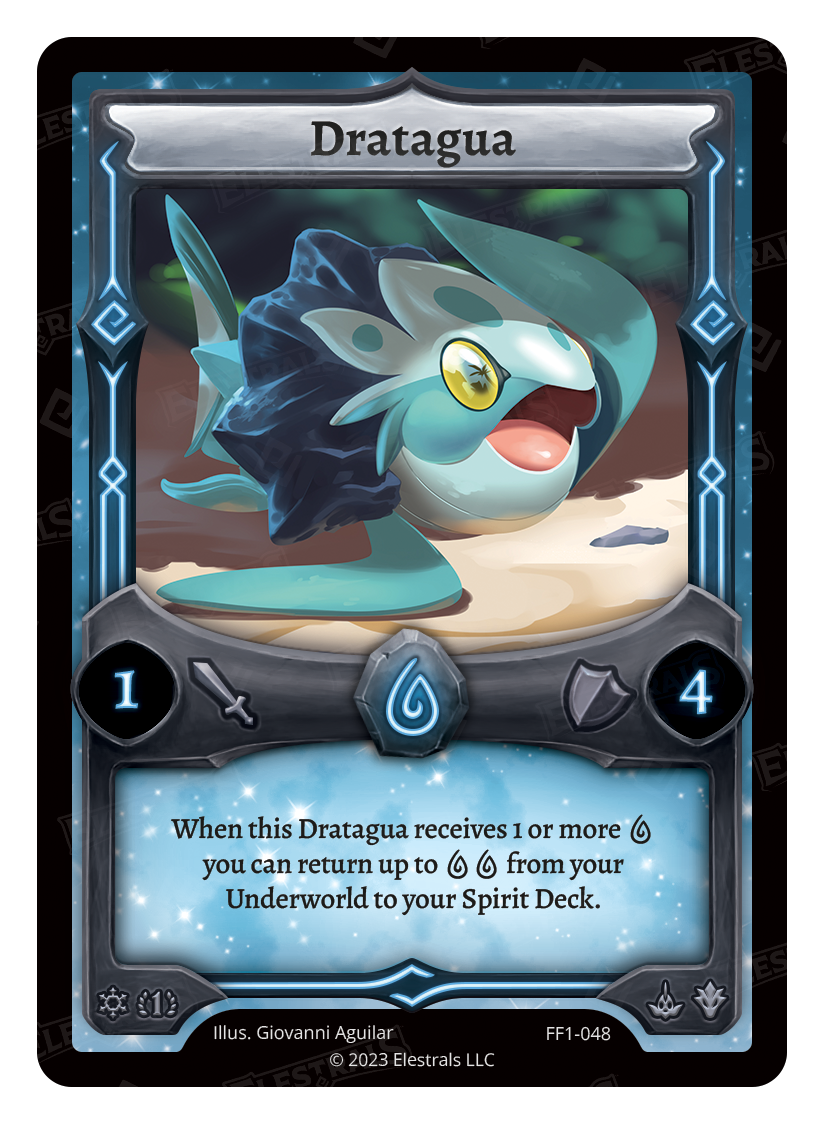 Dratagua
1
4
When this Dratagua receives 1 or more
you can return up to from your
Underworld to your Spirit Deck.
1
Illus. Giovanni Aguilar
FF1-048
© 2023 Elestrals LLC